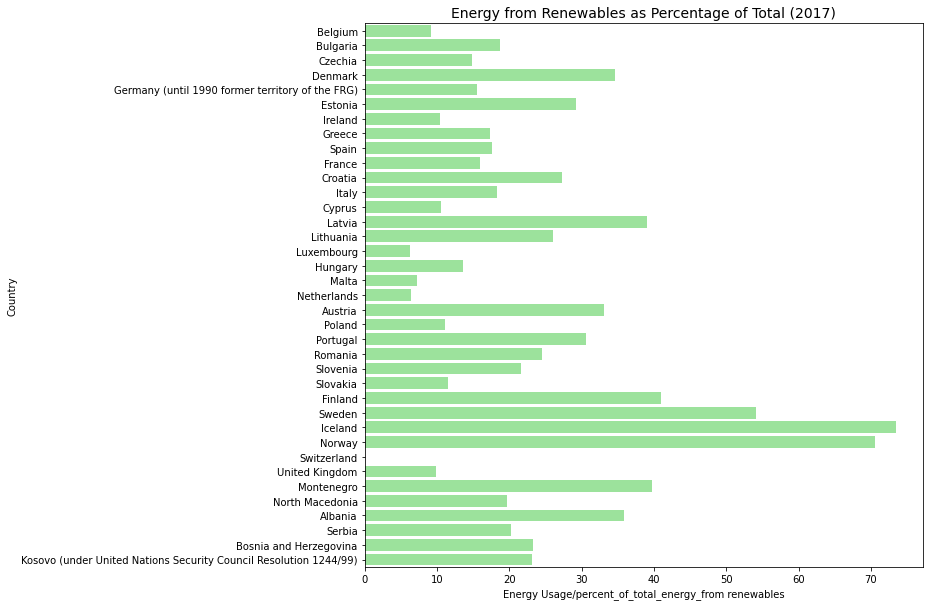 Energy from Renewables as Percentage of Total (2017)
Country
Belgium
Bulgaria
Czechia
Denmark
Germany (until 1990 former territory of the FRG)
Estonia
Ireland
Greece
Spain
France
Croatia
Italy
Cyprus
Latvia
Lithuania
Luxembourg
Hungary
Malta
Netherlands
Austria
Poland
Portugal
Romania
Slovenia
Slovakia
Finland
Sweden
Iceland
Norway
Switzerland
United Kingdom
Montenegro
North Macedonia
Albania
Serbia
Bosnia and Herzegovina
Kosovo (under United Nations Security Council Resolution 1244/99)
0 10 20 30 40 50 60 70
Energy Usage/percent_of_total_energy_from renewables